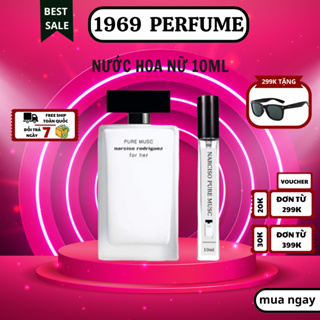 BEST
SALE
1969 PERFUME
NƯỚC HOA NỮ 10ML
299K TẶNG
FREE SHIP
TOÀN QUỐC
ĐỔI TRẢ
NGÀY
7
PURE MUSC
narciso rodriguez
for her
NARCISO PURE MUSC
10ml
VOUCHER
20K
ĐƠN TỪ
299K
30K
ĐƠN TỪ
399K
mua ngay